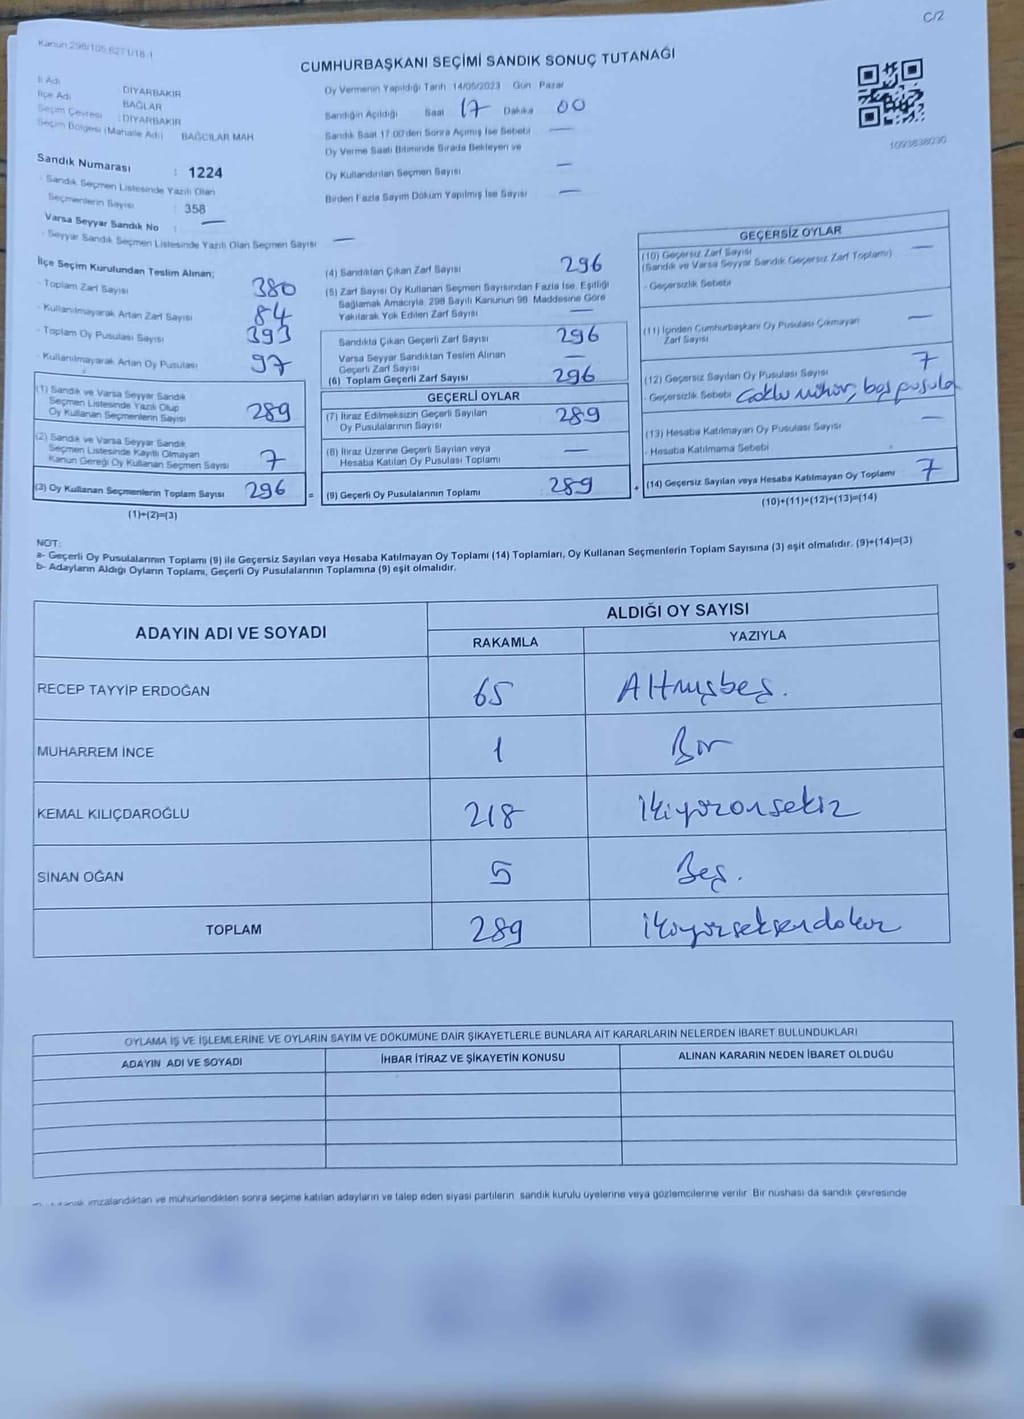 C/2
Kanun:298/105,6271/18-1
CUMHURBAŞKANI SEÇİMİ SANDIK SONUÇ TUTANAĞI
İl Adı : DİYARBAKIR
İlçe Adı : BAĞLAR
Seçim Çevresi : DİYARBAKIR
Seçim Bölgesi (Mahalle Adı) : BAĞCILAR MAH
Sandık Numarası : 1224
- Sandık Seçmen Listesinde Yazılı Olan
Seçmenlerin Sayısı : 358
Varsa Seyyar Sandık No : —
- Seyyar Sandık Seçmen Listesinde Yazılı Olan Seçmen Sayısı —
Oy Vermenin Yapıldığı Tarih 14/05/2023 Gün Pazar
Sandığın Açıldığı Saat 17 Dakika 00
Sandık Saat 17.00'den Sonra Açmış İse Sebebi —
Oy Verme Saati Bitiminde Sırada Bekleyen ve
Oy Kullandırılan Seçmen Sayısı —
Birden Fazla Sayım Döküm Yapılmış İse Sayısı —
1093838030
İlçe Seçim Kurulundan Teslim Alınan;
- Toplam Zarf Sayısı 380
- Kullanılmayarak Artan Zarf Sayısı 84
- Toplam Oy Pusulası Sayısı 393
- Kullanılmayarak Artan Oy Pusulası 97
(1) Sandık ve Varsa Seyyar Sandık
Seçmen Listesinde Yazılı Olup
Oy Kullanan Seçmenlerin Sayısı 289
(2) Sandık ve Varsa Seyyar Sandık
Seçmen Listesinde Kayıtlı Olmayan
Kanun Gereği Oy Kullanan Seçmen Sayısı 7
(3) Oy Kullanan Seçmenlerin Toplam Sayısı 296
(1)+(2)=(3)
(4) Sandıktan Çıkan Zarf Sayısı 296
(5) Zarf Sayısı Oy Kullanan Seçmen Sayısından Fazla İse, Eşitliği
Sağlamak Amacıyla, 298 Sayılı Kanunun 98. Maddesine Göre
Yakılarak Yok Edilen Zarf Sayısı —
Sandıkta Çıkan Geçerli Zarf Sayısı 296
Varsa Seyyar Sandıktan Teslim Alınan
Geçerli Zarf Sayısı —
(6) Toplam Geçerli Zarf Sayısı 296
GEÇERLİ OYLAR
(7) İtiraz Edilmeksizin Geçerli Sayılan
Oy Pusulalarının Sayısı 289
(8) İtiraz Üzerine Geçerli Sayılan veya
Hesaba Katılan Oy Pusulası Toplamı —
= (9) Geçerli Oy Pusulalarının Toplamı 289
GEÇERSİZ OYLAR
(10) Geçersiz Zarf Sayısı —
(Sandık ve Varsa Seyyar Sandık Geçersiz Zarf Toplamı)
- Geçersizlik Sebebi
(11) İçinden Cumhurbaşkanı Oy Pusulası Çıkmayan
Zarf Sayısı —
(12) Geçersiz Sayılan Oy Pusulası Sayısı 7
- Geçersizlik Sebebi Çoklu mühür, boş pusula
(13) Hesaba Katılmayan Oy Pusulası Sayısı —
- Hesaba Katılmama Sebebi
+ (14) Geçersiz Sayılan veya Hesaba Katılmayan Oy Toplamı 7
(10)+(11)+(12)+(13)=(14)
NOT:
a- Geçerli Oy Pusulalarının Toplamı (9) ile Geçersiz Sayılan veya Hesaba Katılmayan Oy Toplamı (14) Toplamları, Oy Kullanan Seçmenlerin Toplam Sayısına (3) eşit olmalıdır. (9)+(14)=(3)
b- Adayların Aldığı Oyların Toplamı, Geçerli Oy Pusulalarının Toplamına (9) eşit olmalıdır.
ADAYIN ADI VE SOYADI
ALDIĞI OY SAYISI
RAKAMLA YAZIYLA
RECEP TAYYİP ERDOĞAN 65 Altmışbeş.
MUHARREM İNCE 1 Bir
KEMAL KILIÇDAROĞLU 218 İkiyüzonsekiz
SİNAN OĞAN 5 Beş.
TOPLAM 289 İkiyüzseksendokuz
OYLAMA İŞ VE İŞLEMLERİNE VE OYLARIN SAYIM VE DÖKÜMÜNE DAİR ŞİKAYETLERLE BUNLARA AİT KARARLARIN NELERDEN İBARET BULUNDUKLARI
ADAYIN ADI VE SOYADI İHBAR İTİRAZ VE ŞİKAYETİN KONUSU ALINAN KARARIN NEDEN İBARET OLDUĞU
imzalandıktan ve mühürlendikten sonra seçime katılan adayların ve talep eden siyasi partilerin sandık kurulu üyelerine veya gözlemcilerine verilir. Bir nüshası da sandık çevresinde